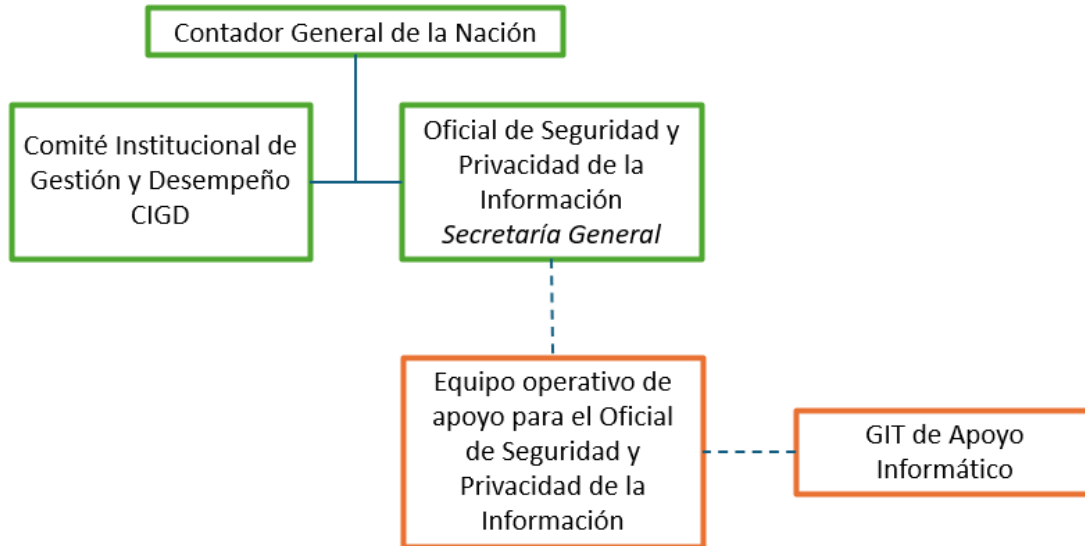 Contador General de la Nación
Comité Institucional de
Gestión y Desempeño
CIGD
Oficial de Seguridad y
Privacidad de la
Información
Secretaría General
Equipo operativo de
apoyo para el Oficial
de Seguridad y
Privacidad de la
Información
GIT de Apoyo
Informático